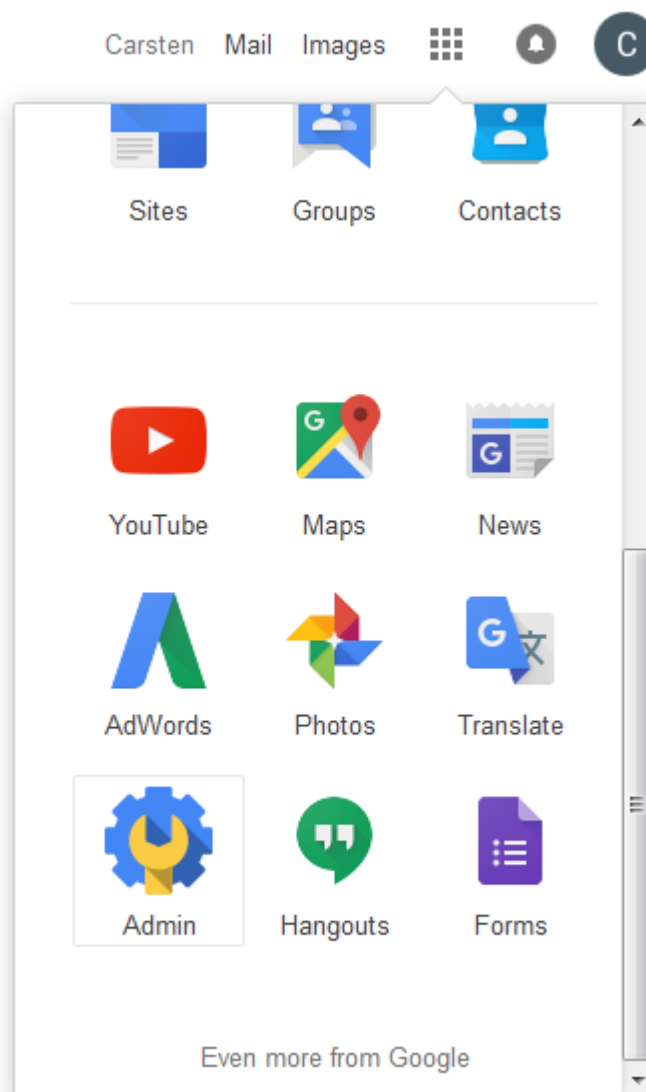 Carsten Mail Images C
Sites Groups Contacts
YouTube Maps News
AdWords Photos Translate
Admin Hangouts Forms
Even more from Google